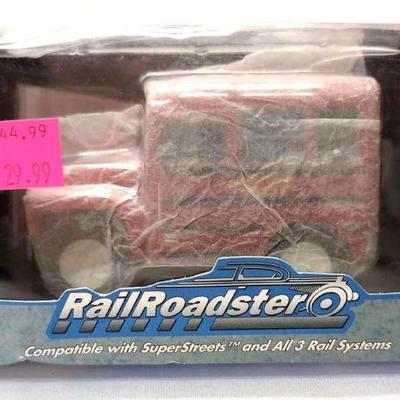 44.99
29.99
RailRoadster
Compatible with SuperStreets™ and All 3 Rail Systems